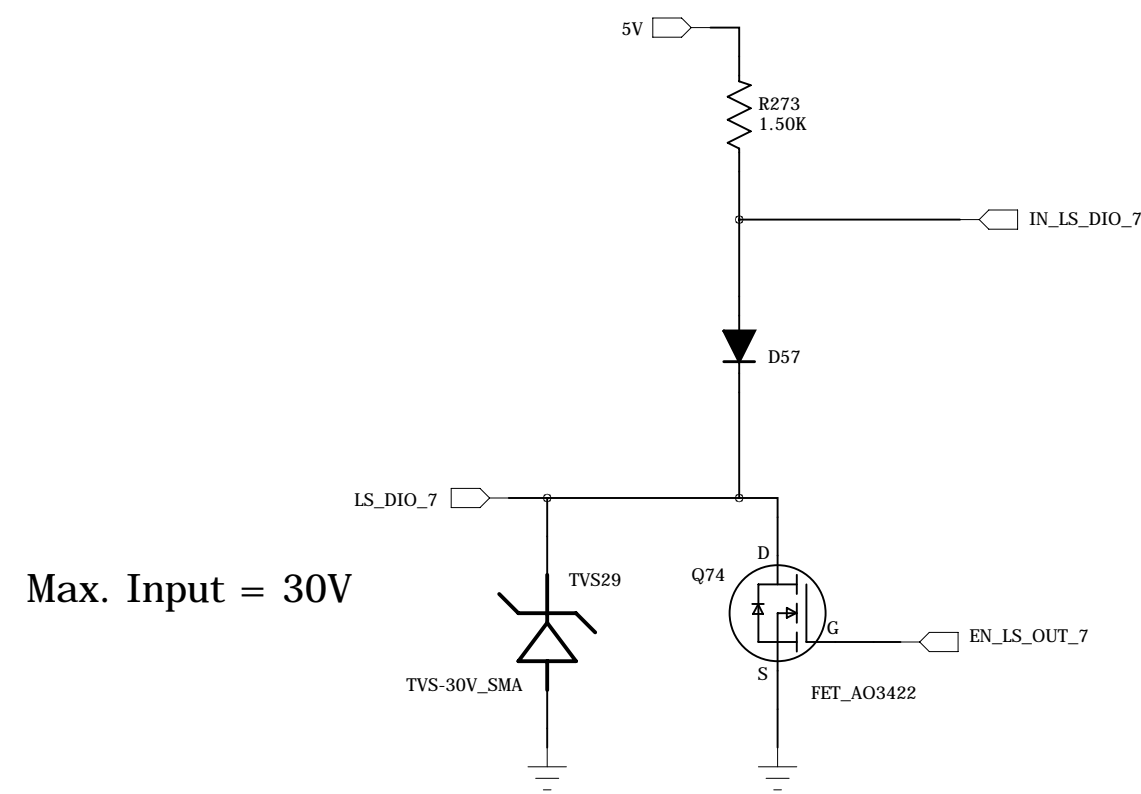 5V
R273
1.50K
IN_LS_DIO_7
D57
LS_DIO_7
D
Q74
TVS29
Max. Input = 30V
G
EN_LS_OUT_7
S
TVS-30V_SMA
FET_AO3422